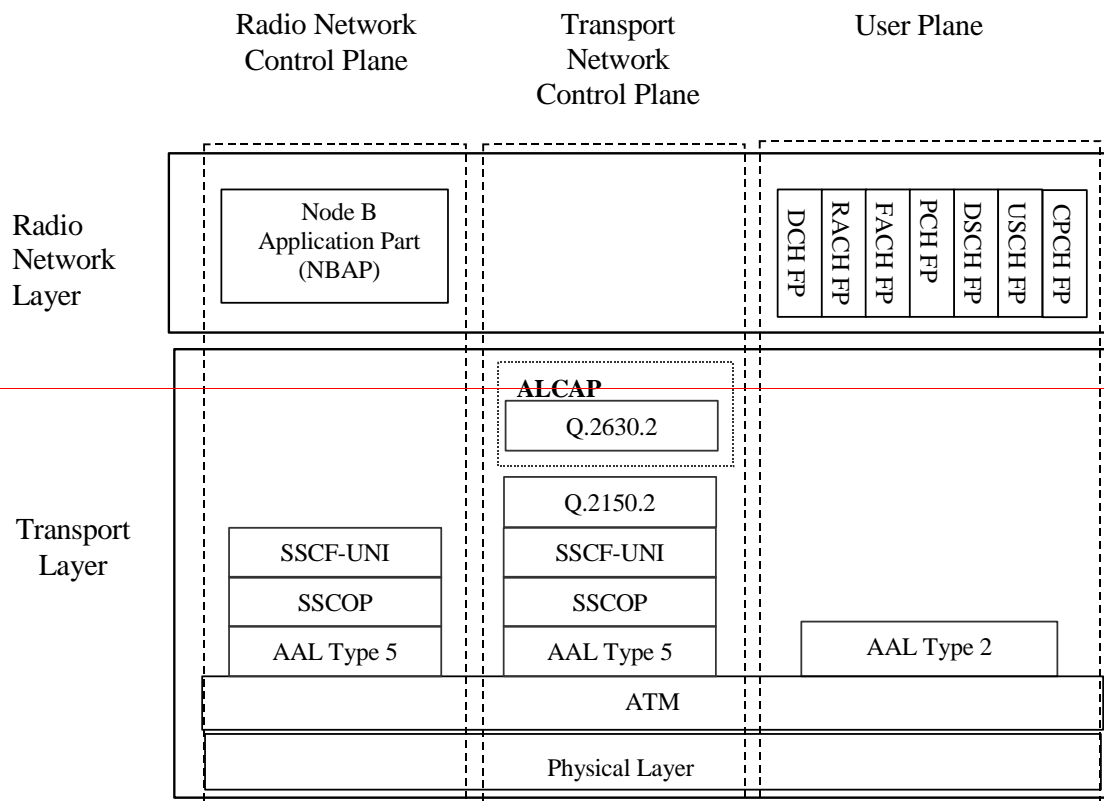 Radio Network
Control Plane
Transport
Network
Control Plane
User Plane
Radio
Network
Layer
Node B
Application Part
(NBAP)
DCH FP
RACH FP
FACH FP
PCH FP
DSCH FP
USCH FP
CPCH FP
ALCAP
Q.2630.2
Transport
Layer
Q.2150.2
SSCF-UNI
SSCF-UNI
SSCOP
SSCOP
AAL Type 5
AAL Type 5
AAL Type 2
ATM
Physical Layer